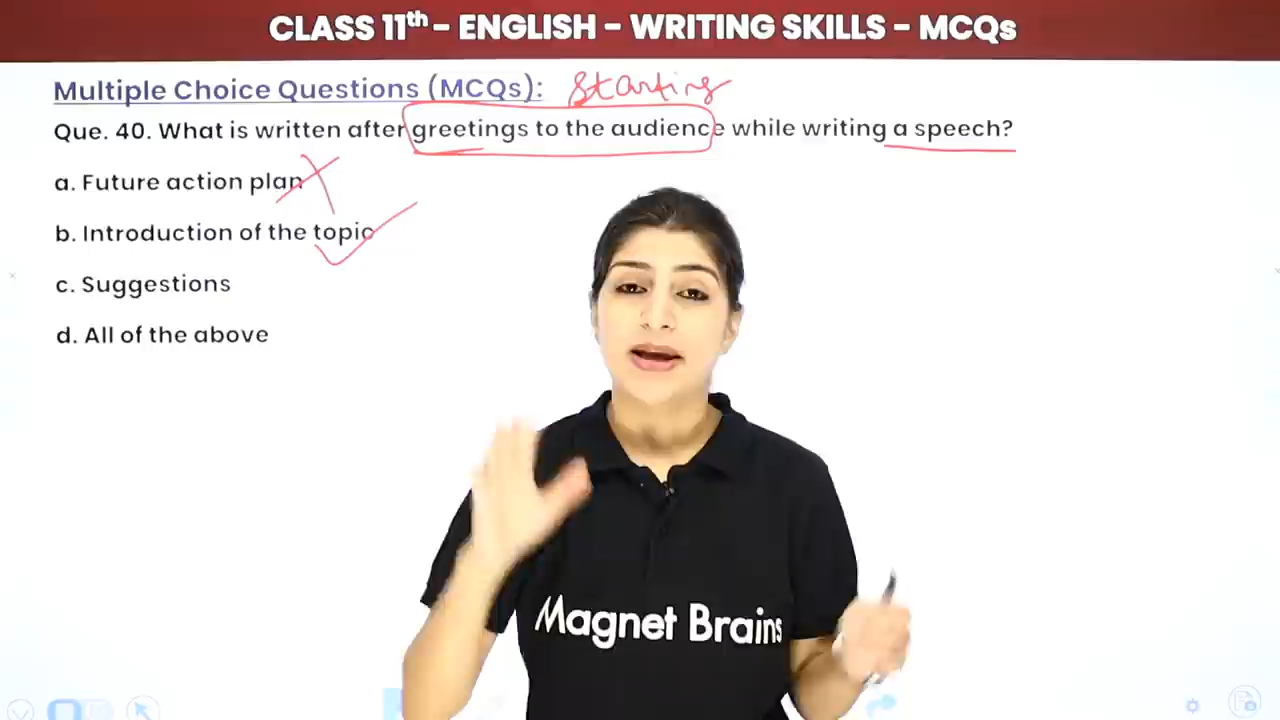 CLASS 11th - ENGLISH - WRITING SKILLS - MCQs
Multiple Choice Questions (MCQs): Starting
Que. 40. What is written after greetings to the audience while writing a speech?
a. Future action plan
b. Introduction of the topic
c. Suggestions
d. All of the above
Magnet Brains